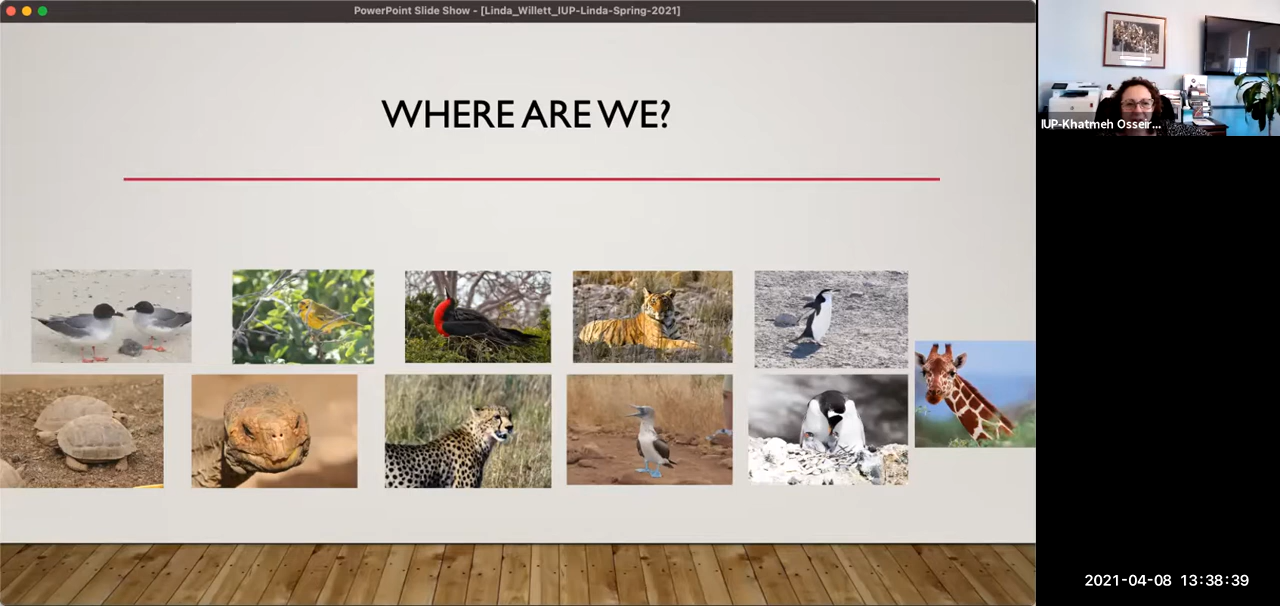 PowerPoint Slide Show - [Linda_Willett_IUP-Linda-Spring-2021]
WHERE ARE WE?
IUP-Khatmeh Osseir...
2021-04-08 13:38:39